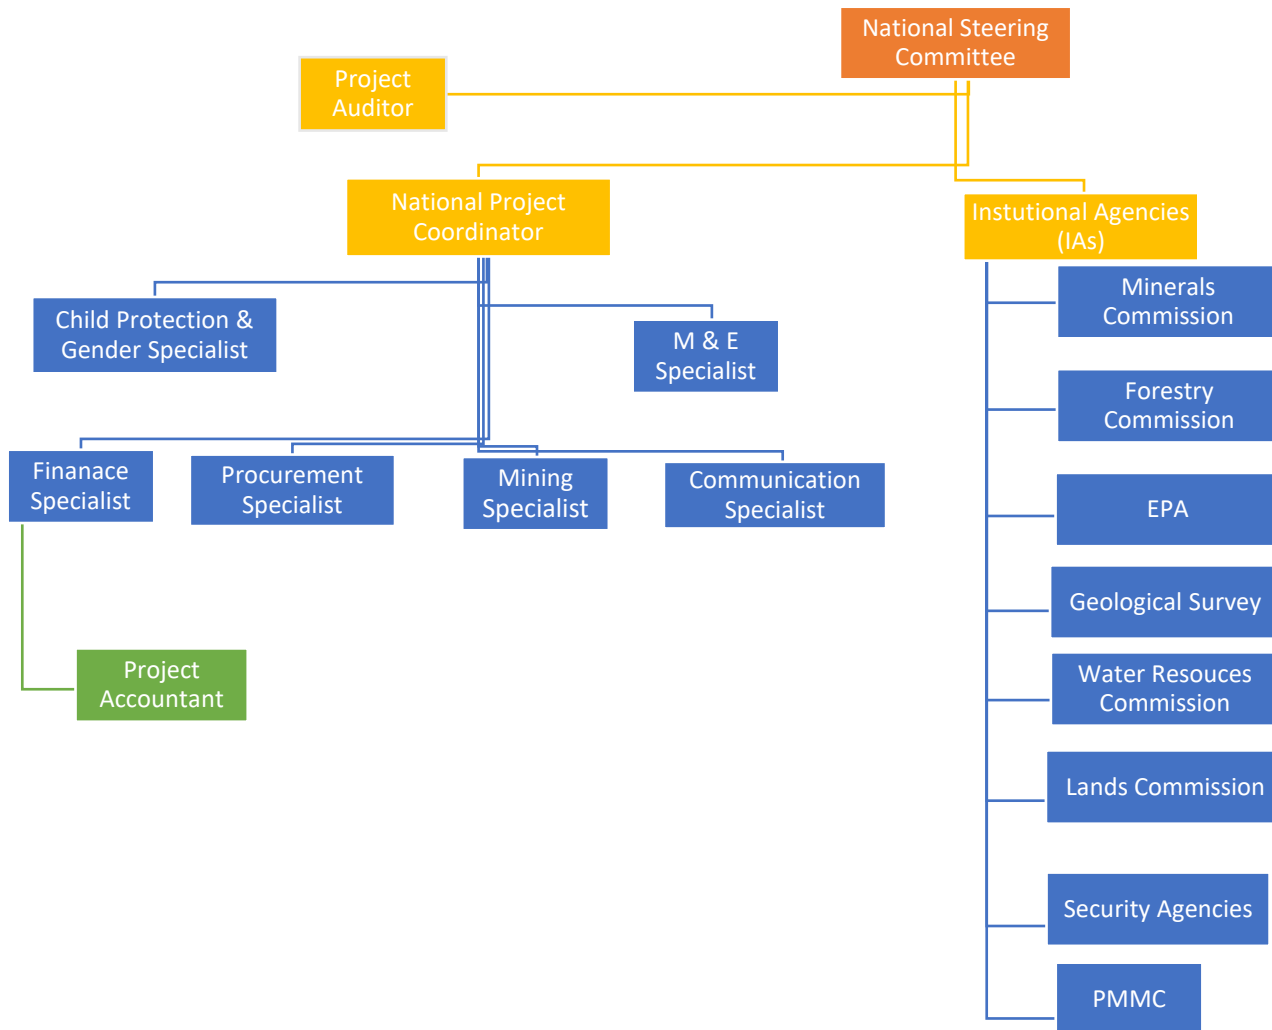 National Steering
Committee
Project
Auditor
National Project
Coordinator
Instutional Agencies
(IAs)
Child Protection &
Gender Specialist
M & E
Specialist
Finanace
Specialist
Procurement
Specialist
Mining
Specialist
Communication
Specialist
Project
Accountant
Minerals
Commission
Forestry
Commission
EPA
Geological Survey
Water Resouces
Commission
Lands Commission
Security Agencies
PMMC